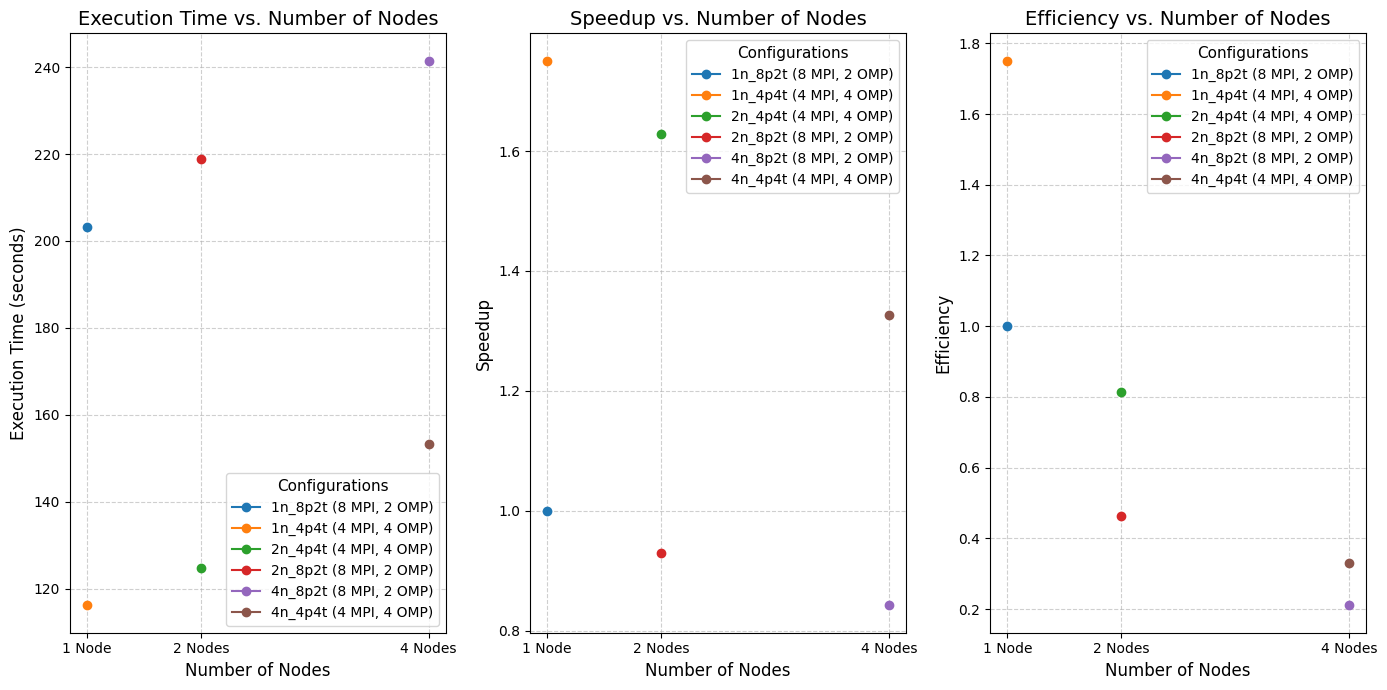 Execution Time vs. Number of Nodes
Execution Time (seconds)
240
220
200
180
160
140
120
Configurations
1n_8p2t (8 MPI, 2 OMP)
1n_4p4t (4 MPI, 4 OMP)
2n_4p4t (4 MPI, 4 OMP)
2n_8p2t (8 MPI, 2 OMP)
4n_8p2t (8 MPI, 2 OMP)
4n_4p4t (4 MPI, 4 OMP)
1 Node
2 Nodes
4 Nodes
Number of Nodes
Speedup vs. Number of Nodes
Speedup
Configurations
1n_8p2t (8 MPI, 2 OMP)
1n_4p4t (4 MPI, 4 OMP)
2n_4p4t (4 MPI, 4 OMP)
2n_8p2t (8 MPI, 2 OMP)
4n_8p2t (8 MPI, 2 OMP)
4n_4p4t (4 MPI, 4 OMP)
1.6
1.4
1.2
1.0
0.8
1 Node
2 Nodes
4 Nodes
Number of Nodes
Efficiency vs. Number of Nodes
Efficiency
Configurations
1n_8p2t (8 MPI, 2 OMP)
1n_4p4t (4 MPI, 4 OMP)
2n_4p4t (4 MPI, 4 OMP)
2n_8p2t (8 MPI, 2 OMP)
4n_8p2t (8 MPI, 2 OMP)
4n_4p4t (4 MPI, 4 OMP)
1.8
1.6
1.4
1.2
1.0
0.8
0.6
0.4
0.2
1 Node
2 Nodes
4 Nodes
Number of Nodes